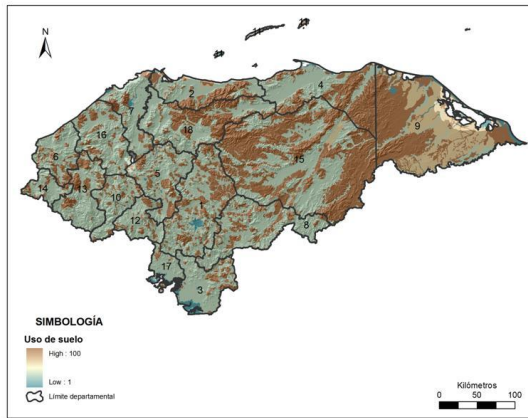 N
2
4
9
16
18
6
15
5
14
13
10
1
12
8
17
3
SIMBOLOGÍA
Uso de suelo
High : 100
Low : 1
Límite departamental
Kilómetros
0 50 100